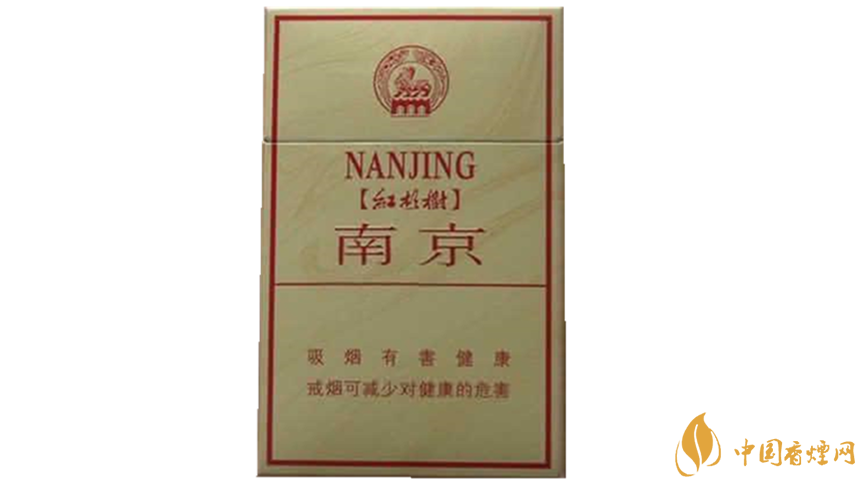 NANJING
【紅杉樹】
南京
吸烟有害健康
戒烟可减少对健康的危害
中国香煙网